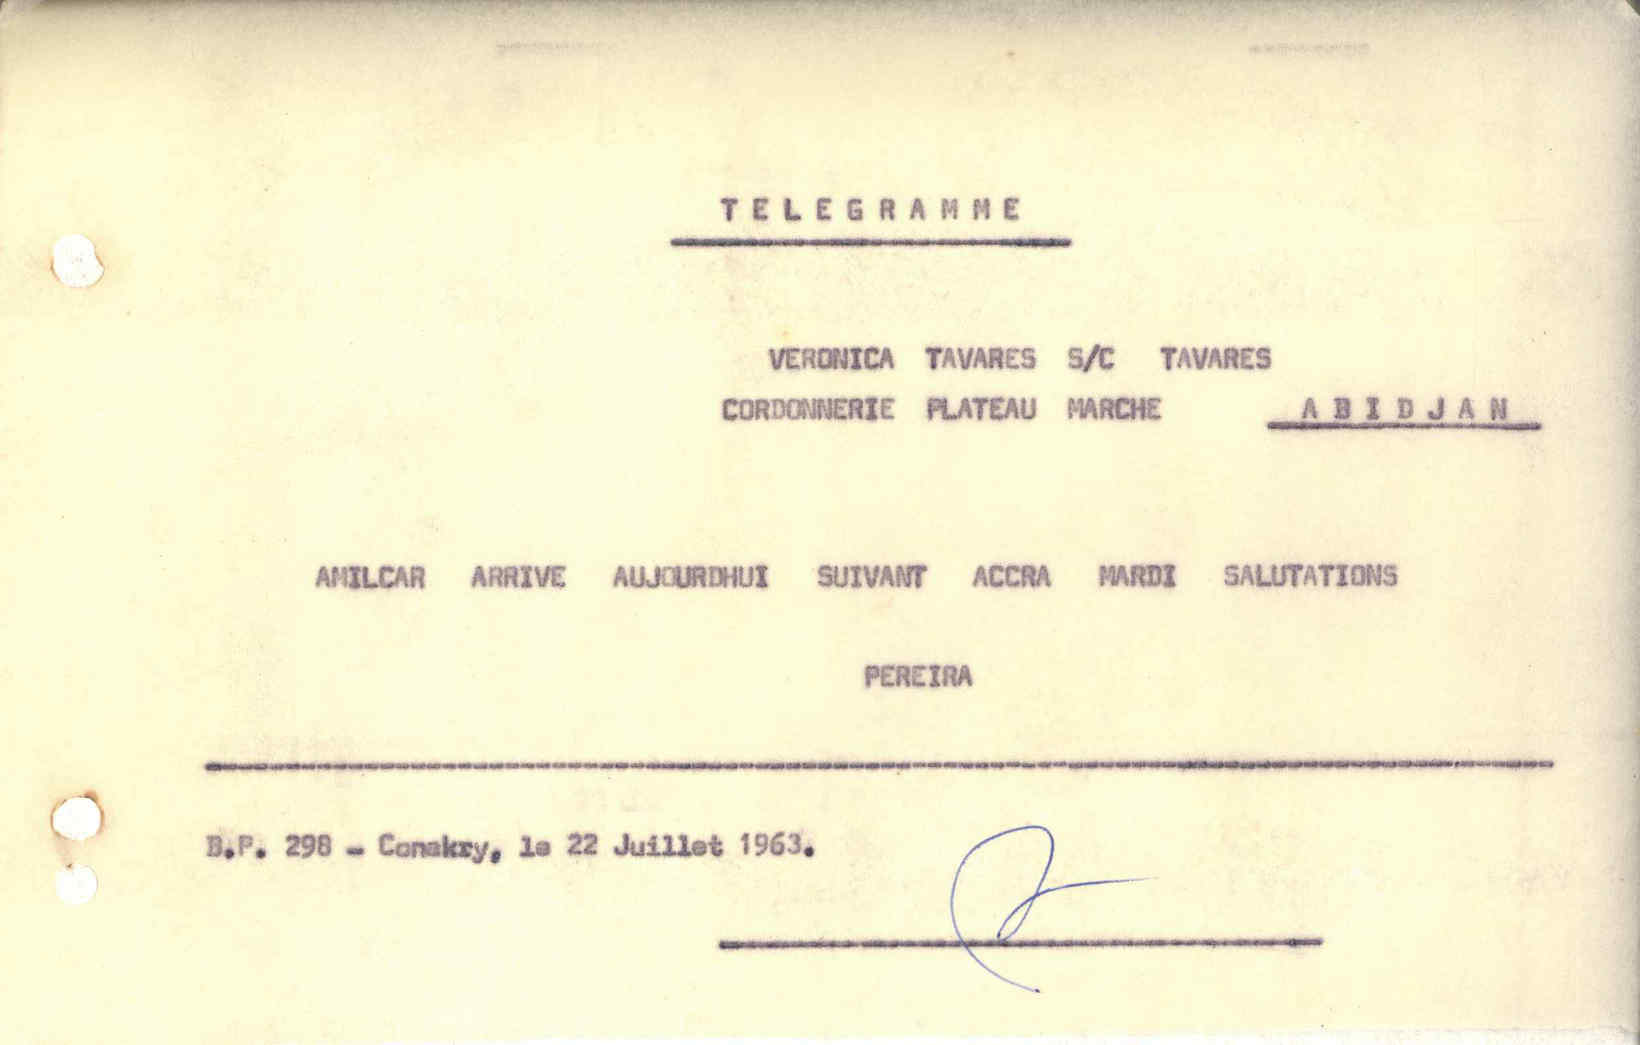 TELEGRAMME
VERONICA TAVARES S/C TAVARES
CORDONNERIE PLATEAU MARCHE ABIDJAN
AMILCAR ARRIVE AUJOURDHUI SUIVANT ACCRA MARDI SALUTATIONS
PEREIRA
B.P. 298 - Conakry, le 22 Juillet 1963.